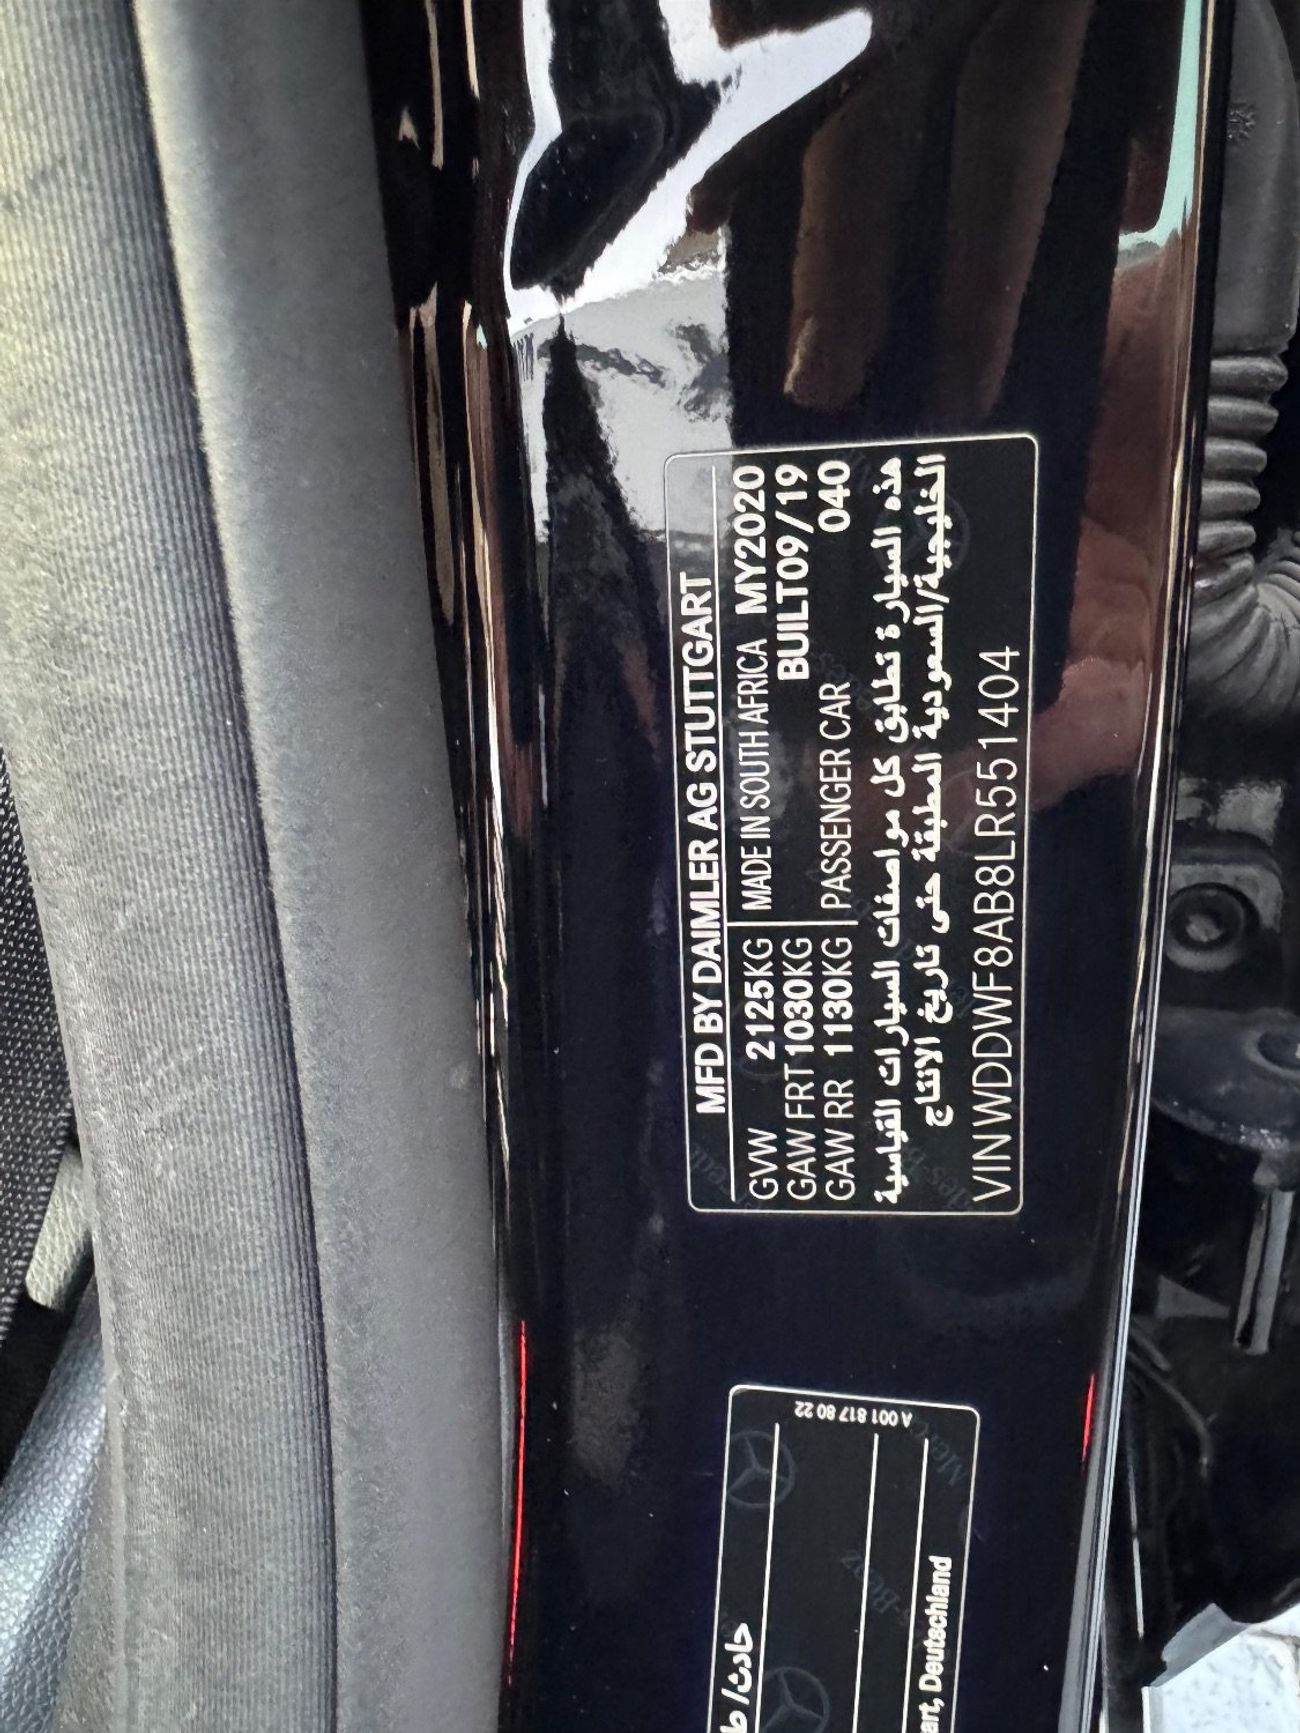 MFD BY DAIMLER AG STUTTGART
GVW 2125KG MADE IN SOUTH AFRICA MY2020
GAW FRT 1030KG BUILT09/19
GAW RR 1130KG PASSENGER CAR 040
هذه السيارة تطابق كل مواصفات السيارات القياسية
الخليجية/السعودية المطبقة حتى تاريخ الانتاج
VIN WDDWF8AB8LR551404
A 001 817 80 22
art, Deutschland